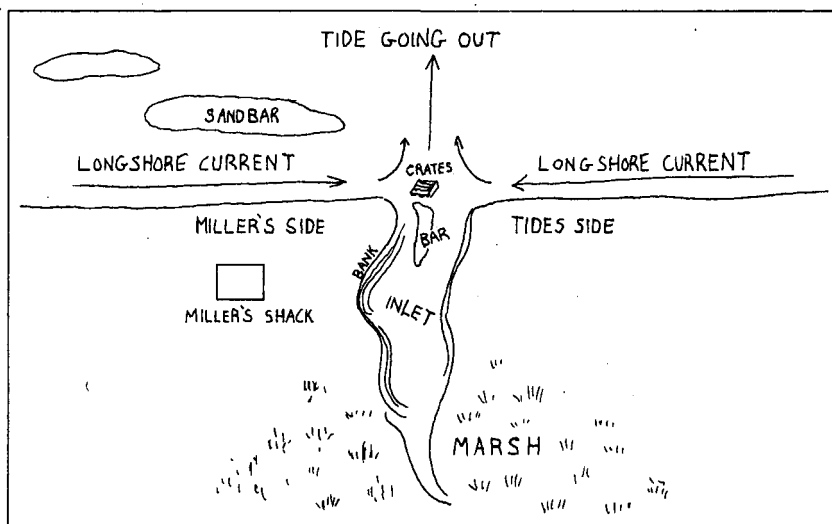 TIDE GOING OUT
SANDBAR
LONGSHORE CURRENT
CRATES
LONGSHORE CURRENT
MILLER'S SIDE
BAR
TIDES SIDE
BANK
INLET
MILLER'S SHACK
MARSH